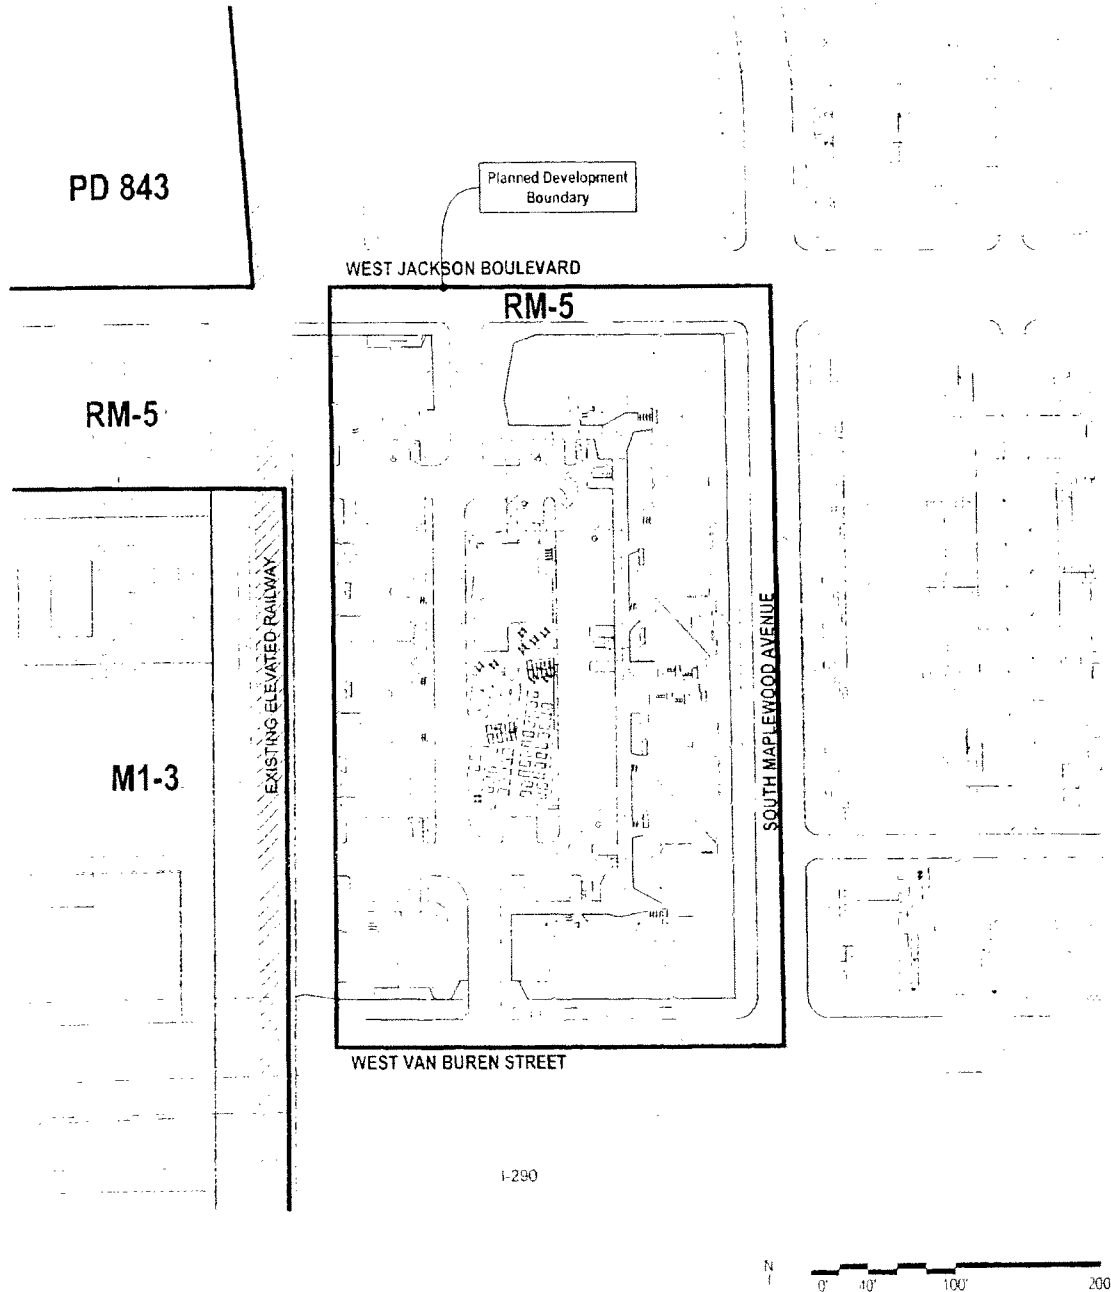 PD 843
Planned Development
Boundary
WEST JACKSON BOULEVARD
RM-5
RM-5
EXISTING ELEVATED RAILWAY
SOUTH MAPLEWOOD AVENUE
M1-3
WEST VAN BUREN STREET
I-290
N
0' 40' 100' 200